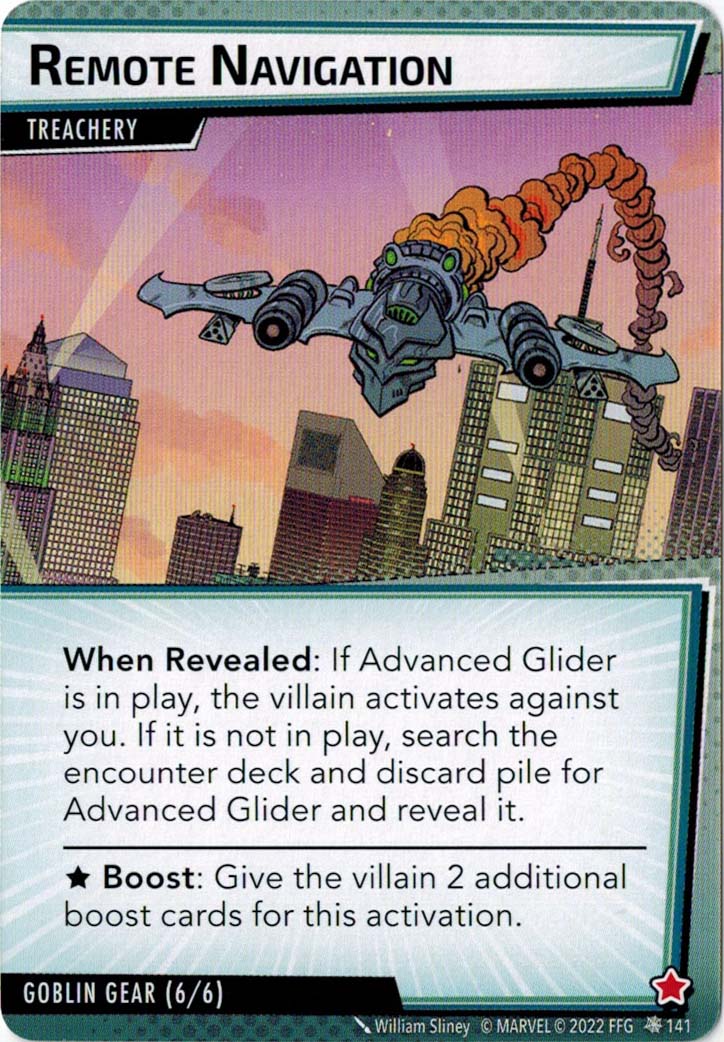 REMOTE NAVIGATION
TREACHERY
When Revealed: If Advanced Glider
is in play, the villain activates against
you. If it is not in play, search the
encounter deck and discard pile for
Advanced Glider and reveal it.
★ Boost: Give the villain 2 additional
boost cards for this activation.
GOBLIN GEAR (6/6)
William Sliney © MARVEL © 2022 FFG 141